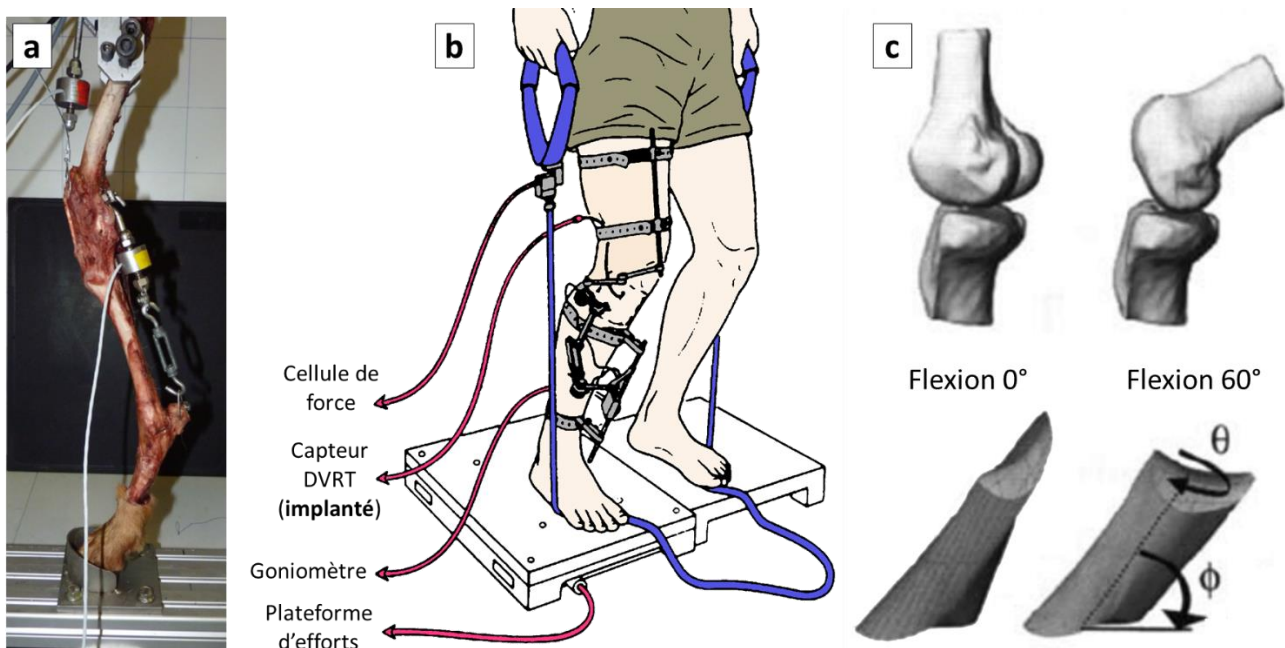 a
b
c
Cellule de
force
Capteur
DVRT
(implanté)
Goniomètre
Plateforme
d'efforts
Flexion 0°
Flexion 60°
θ
ϕ